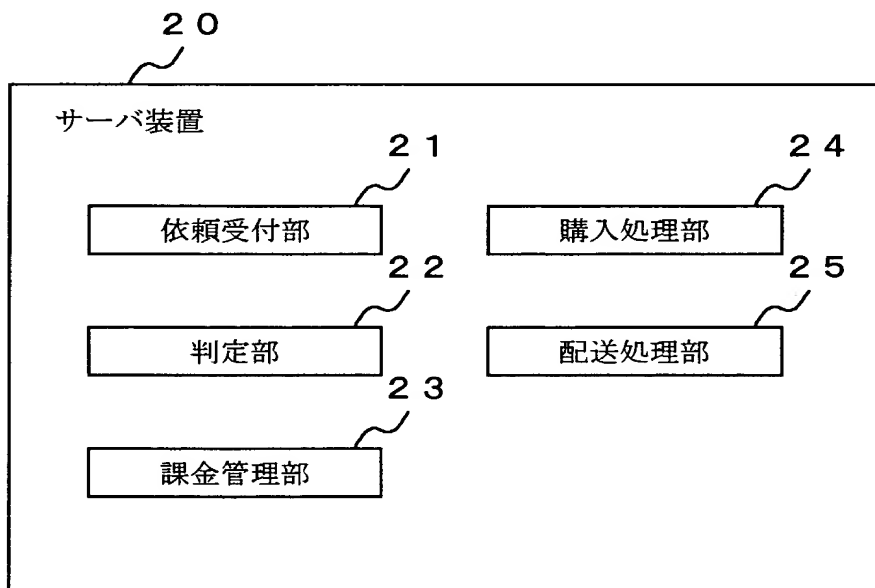 ２０
サーバ装置
２１
依頼受付部
２２
判定部
２３
課金管理部
２４
購入処理部
２５
配送処理部